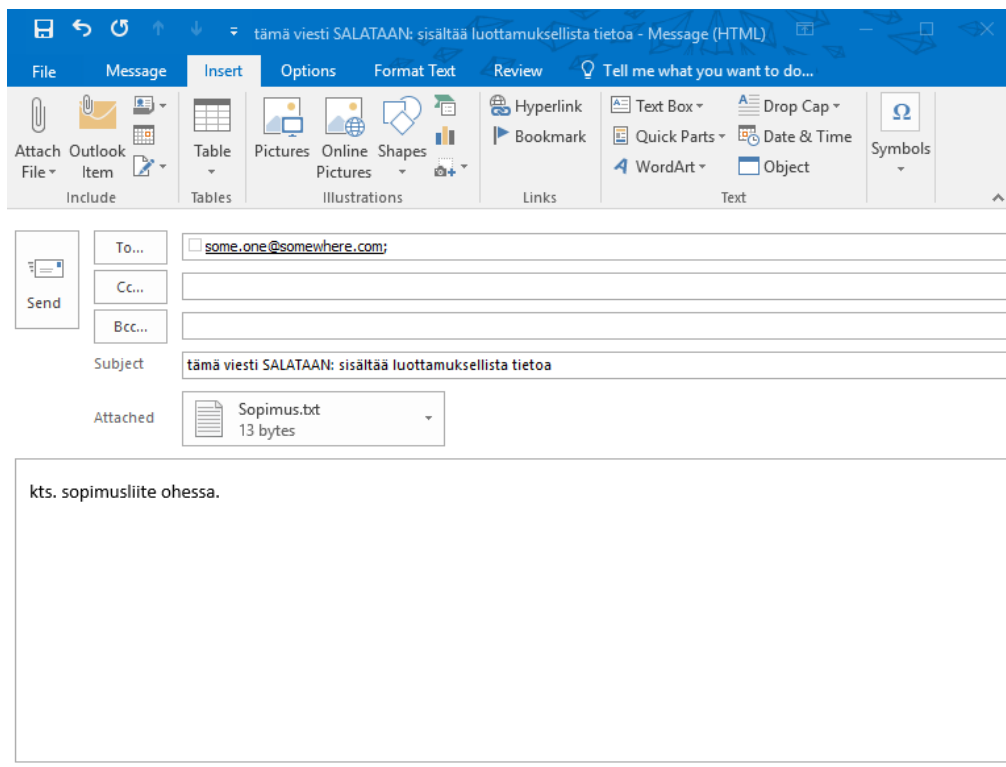 tämä viesti SALATAAN: sisältää luottamuksellista tietoa - Message (HTML)
File Message Insert Options Format Text Review Tell me what you want to do...
Attach File
Outlook Item
Table
Pictures
Online Pictures
Shapes
Hyperlink
Bookmark
Text Box
Quick Parts
WordArt
Drop Cap
Date & Time
Object
Ω
Symbols
Include Tables Illustrations Links Text
Send
To... some.one@somewhere.com;
Cc...
Bcc...
Subject tämä viesti SALATAAN: sisältää luottamuksellista tietoa
Attached Sopimus.txt
13 bytes
kts. sopimusliite ohessa.